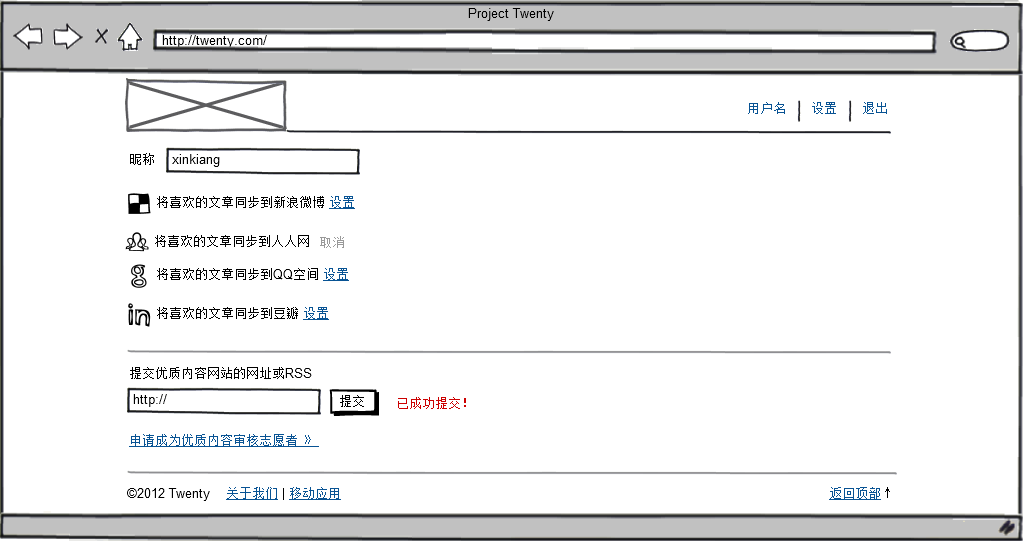 Project Twenty
http://twenty.com/
用户名 | 设置 | 退出
昵称 xinkiang
将喜欢的文章同步到新浪微博 设置
将喜欢的文章同步到人人网 取消
将喜欢的文章同步到QQ空间 设置
将喜欢的文章同步到豆瓣 设置
提交优质内容网站的网址或RSS
http:// 提交 已成功提交!
申请成为优质内容审核志愿者 》
©2012 Twenty 关于我们 | 移动应用 返回顶部↑